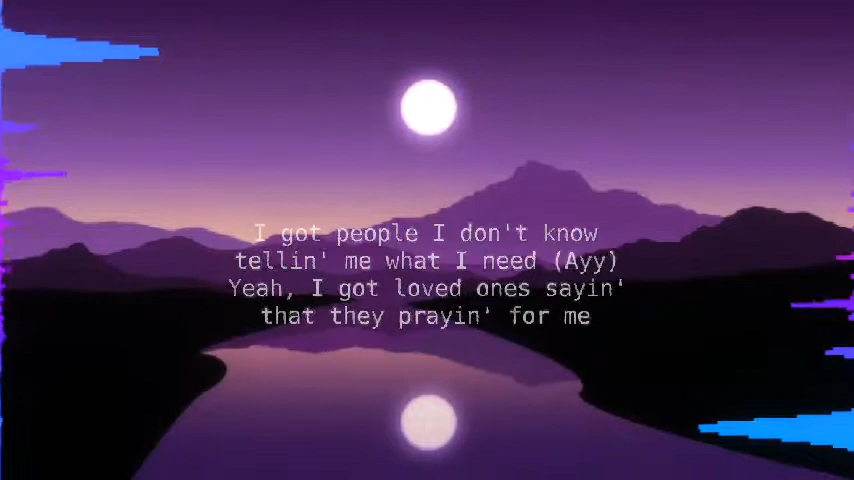 I got people I don't know
tellin' me what I need (Ayy)
Yeah, I got loved ones sayin'
that they prayin' for me